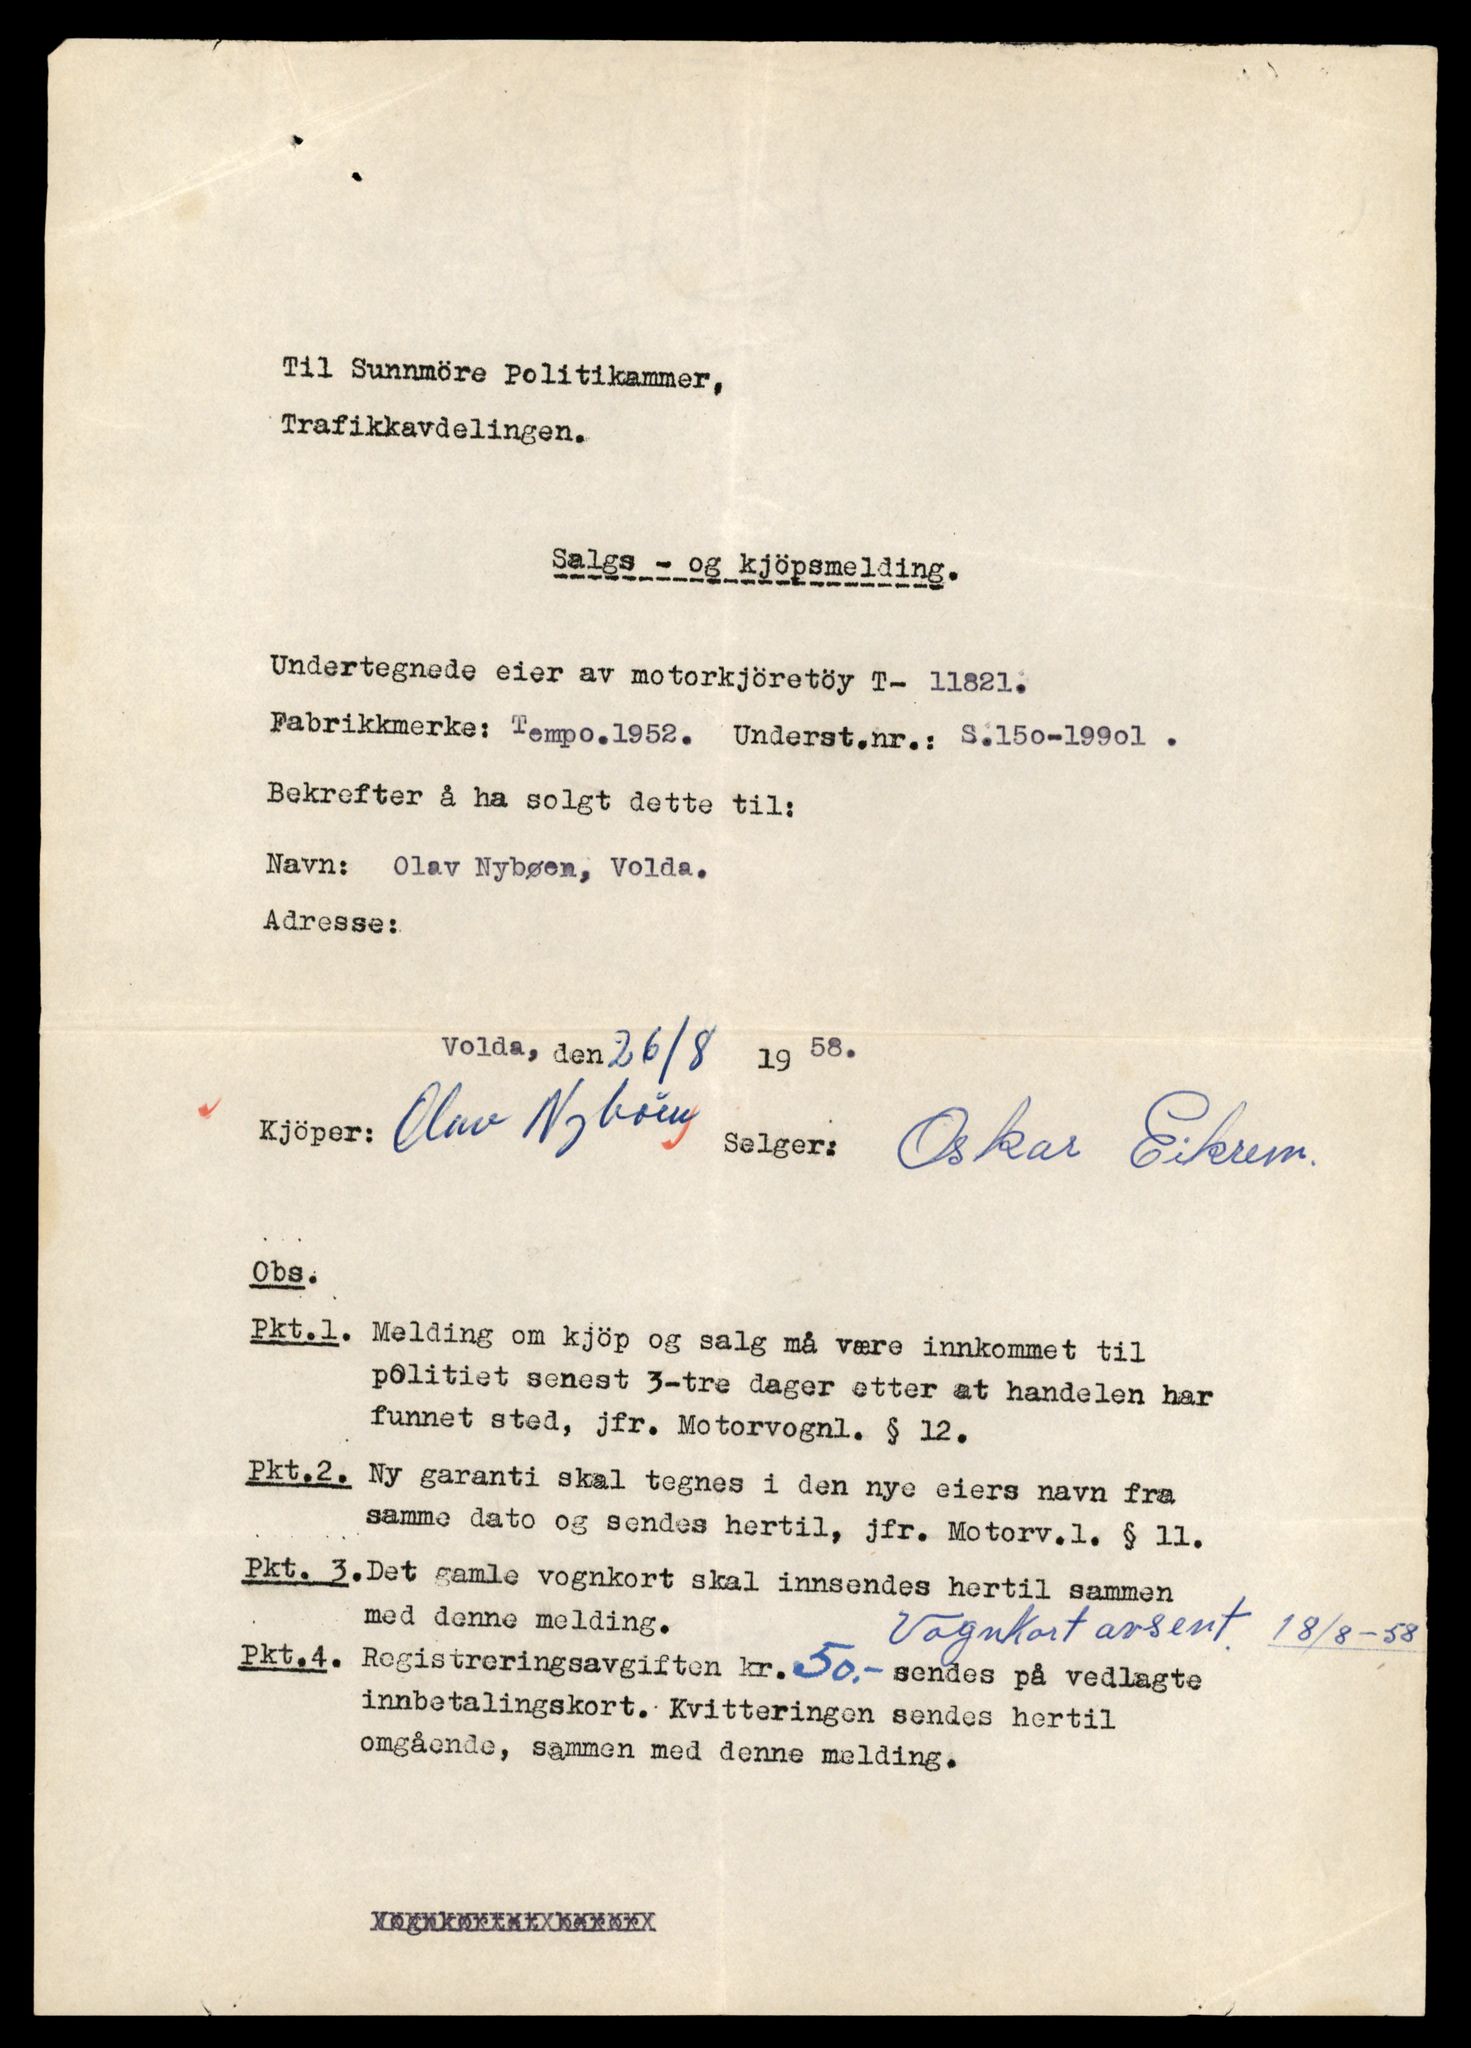 Til Sunnmöre Politikammer,
Trafikkavdelingen.
Salgs - og kjöpsmelding.
Undertegnede eier av motorkjöretöy T- 11821.
Fabrikkmerke: Tempo.1952. Underst.nr.: S.15o-199o1 .
Bekrefter å ha solgt dette til:
Navn: Olav Nybøen, Volda.
Adresse:
Volda, den 26/8 19 58.
Kjöper: Olav Nyböen Selger: Oskar Eikrem.
Obs.
Pkt.1. Melding om kjöp og salg må være innkommet til
politiet senest 3-tre dager etter at handelen har
funnet sted, jfr. Motorvognl. § 12.
Pkt.2. Ny garanti skal tegnes i den nye eiers navn fra
samme dato og sendes hertil, jfr. Motorv.l. § 11.
Pkt. 3. Det gamle vognkort skal innsendes hertil sammen
med denne melding. Vognkort avsent. 18/8-58
Pkt.4. Registreringsavgiften kr. 50.- sendes på vedlagte
innbetalingskort. Kvitteringen sendes hertil
omgående, sammen med denne melding.